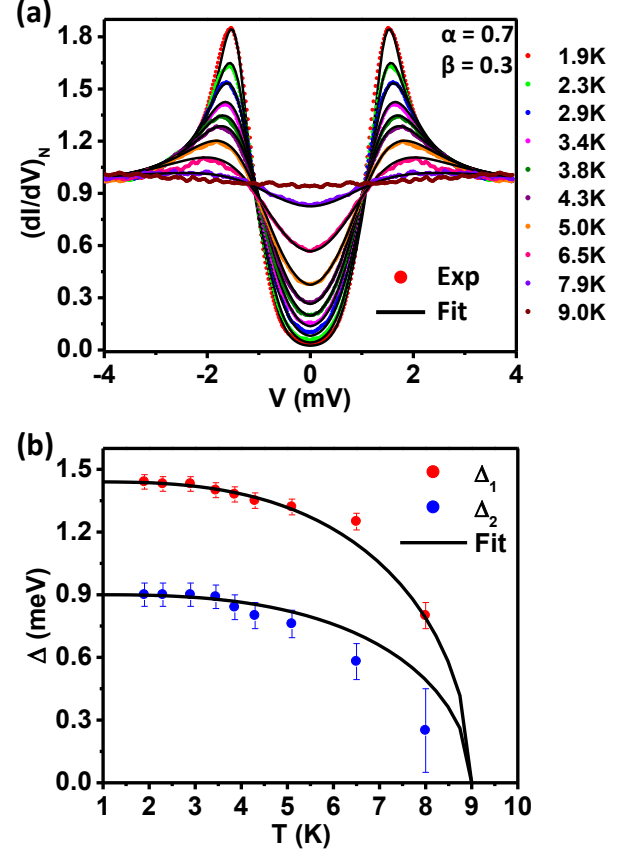 (a)
1.8
1.5
1.2
0.9
0.6
0.3
0.0
(dI/dV)N
α = 0.7
β = 0.3
Exp
Fit
-4 -2 0 2 4
V (mV)
1.9K
2.3K
2.9K
3.4K
3.8K
4.3K
5.0K
6.5K
7.9K
9.0K
(b)
1.5
1.2
0.9
0.6
0.3
0.0
Δ (meV)
Δ1
Δ2
Fit
1 2 3 4 5 6 7 8 9 10
T (K)